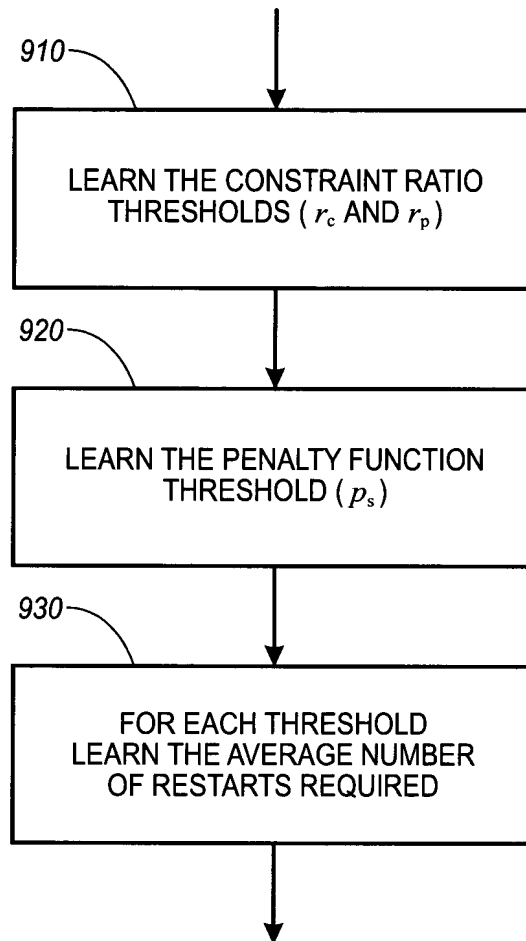 910
LEARN THE CONSTRAINT RATIO
THRESHOLDS ( r_c AND r_p )
920
LEARN THE PENALTY FUNCTION
THRESHOLD ( p_s )
930
FOR EACH THRESHOLD
LEARN THE AVERAGE NUMBER
OF RESTARTS REQUIRED